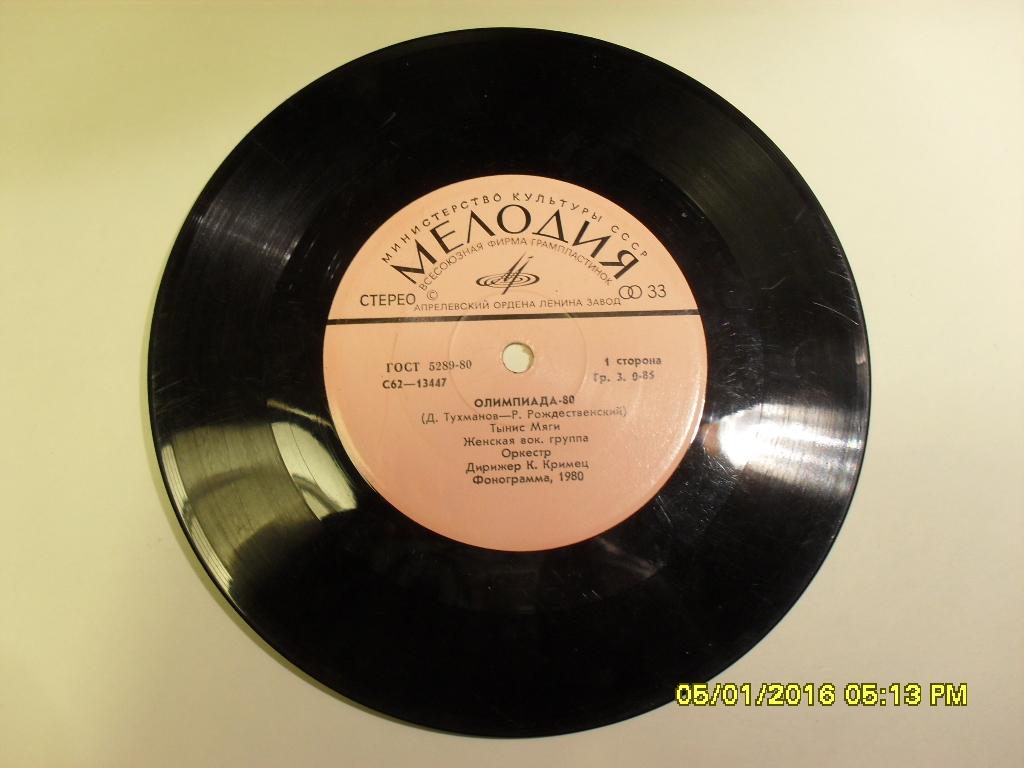 МИНИСТЕРСТВО КУЛЬТУРЫ СССР
МЕЛОДИЯ
ВСЕСОЮЗНАЯ ФИРМА ГРАМПЛАСТИНОК
СТЕРЕО © 33
АПРЕЛЕВСКИЙ ОРДЕНА ЛЕНИНА ЗАВОД
ГОСТ 5289-80 1 сторона
С62—13447 Гр. 3. 0-85
ОЛИМПИАДА-80
(Д. Тухманов—Р. Рождественский)
Тынис Мяги
Женская вок. группа
Оркестр
Дирижер К. Кримец
Фонограмма, 1980
05/01/2016 05:13 PM